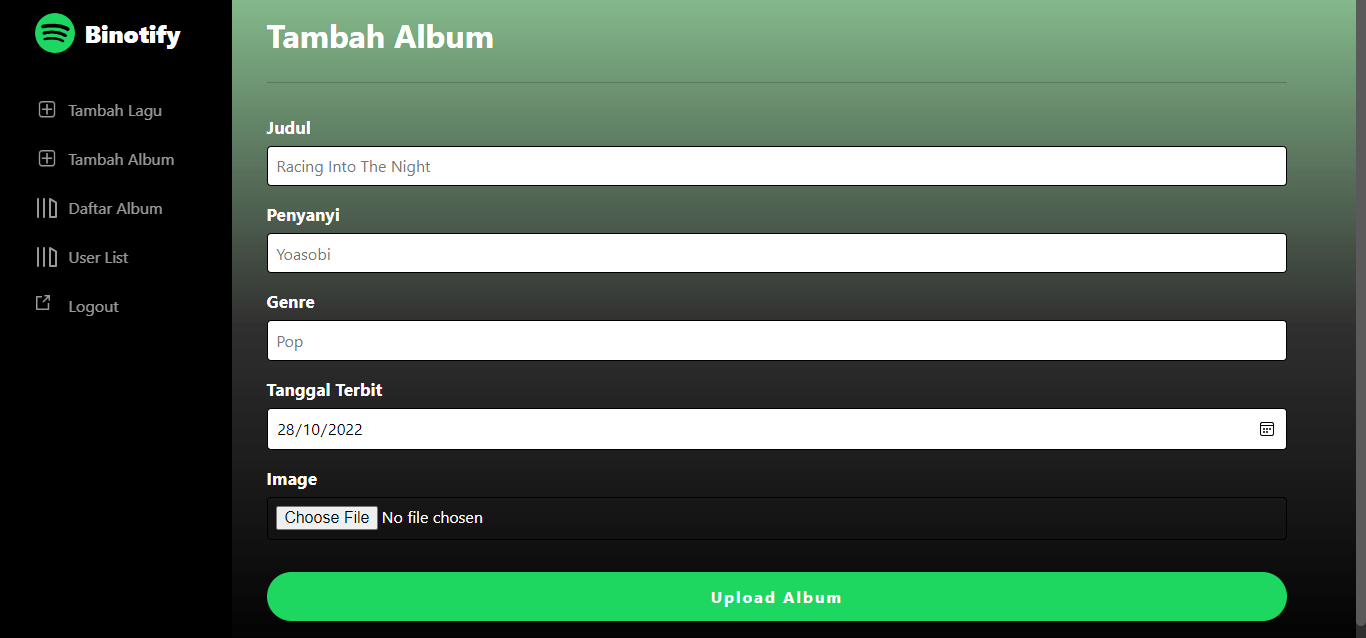 Binotify
Tambah Lagu
Tambah Album
Daftar Album
User List
Logout
Tambah Album
Judul
Racing Into The Night
Penyanyi
Yoasobi
Genre
Pop
Tanggal Terbit
28/10/2022
Image
Choose File No file chosen
Upload Album